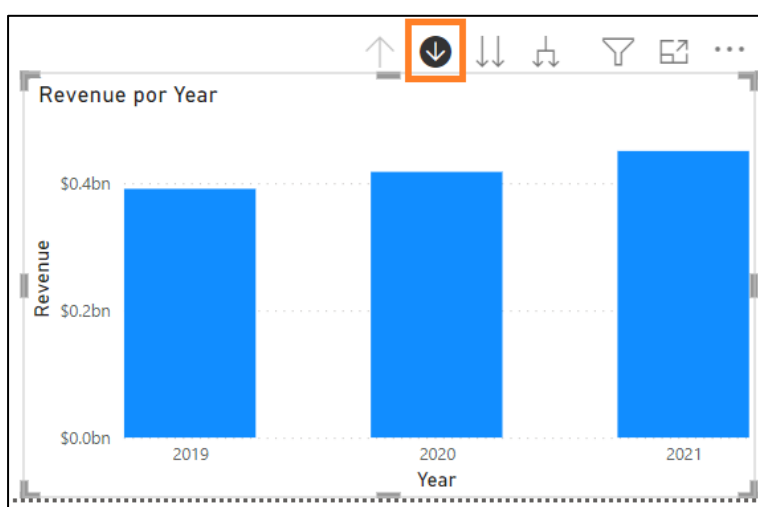 Revenue por Year
$0.4bn
$0.2bn
$0.0bn
Revenue
2019 2020 2021
Year